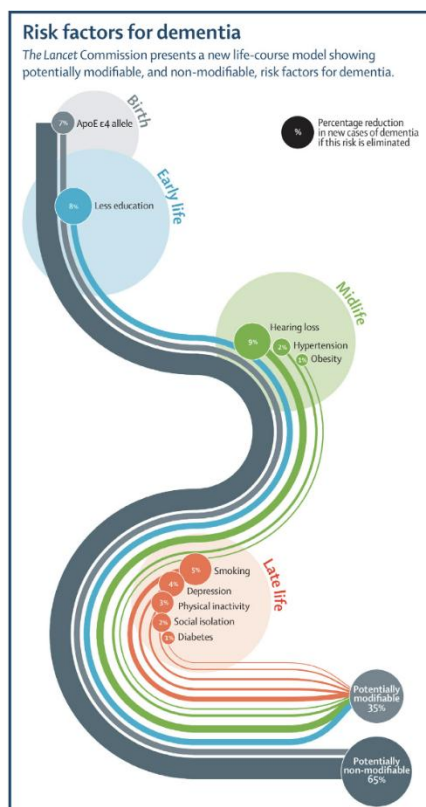 Risk factors for dementia
The Lancet Commission presents a new life-course model showing
potentially modifiable, and non-modifiable, risk factors for dementia.
Birth
7%
ApoE ε4 allele
%
Percentage reduction
in new cases of dementia
if this risk is eliminated
Early life
8%
Less education
Midlife
Hearing loss
9%
2%
Hypertension
1%
Obesity
Late life
5%
Smoking
4%
Depression
3%
Physical inactivity
2%
Social isolation
1%
Diabetes
Potentially
modifiable
35%
Potentially
non-modifiable
65%